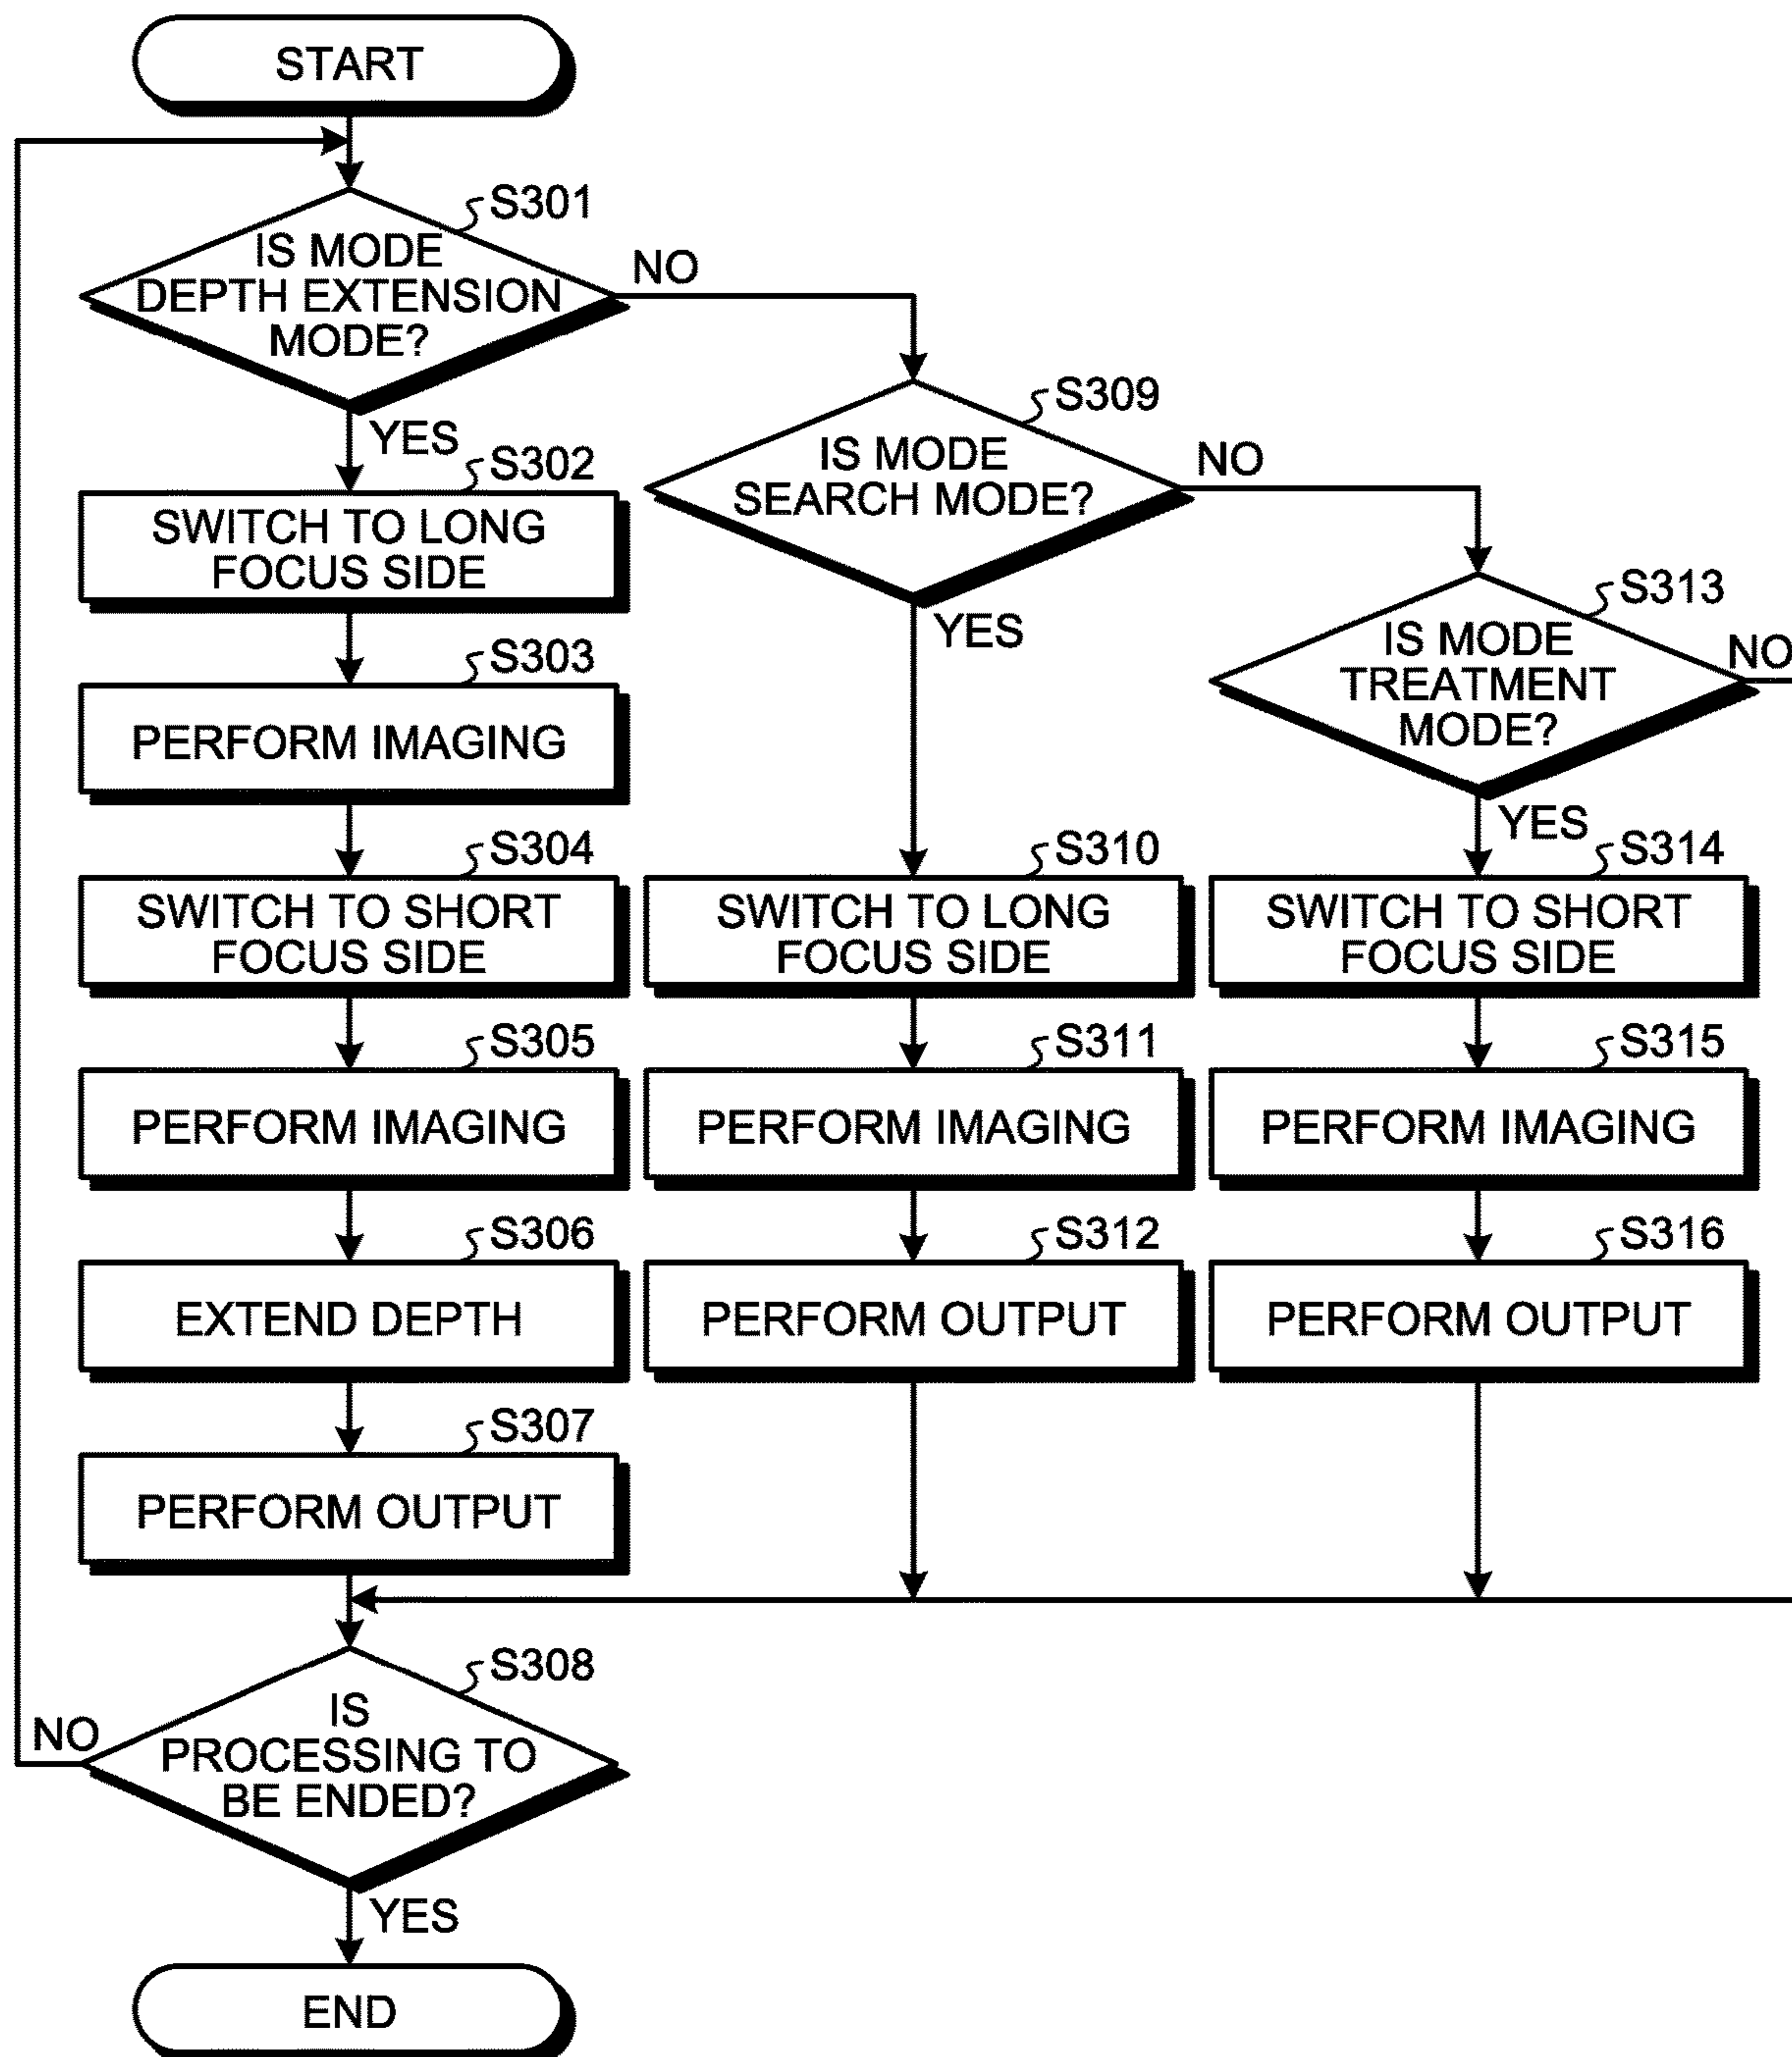 START
S301
IS MODE
DEPTH EXTENSION
MODE?
NO
YES
S302
SWITCH TO LONG
FOCUS SIDE
S303
PERFORM IMAGING
S304
SWITCH TO SHORT
FOCUS SIDE
S305
PERFORM IMAGING
S306
EXTEND DEPTH
S307
PERFORM OUTPUT
S308
IS
PROCESSING TO
BE ENDED?
NO
YES
END
S309
IS MODE
SEARCH MODE?
NO
YES
S310
SWITCH TO LONG
FOCUS SIDE
S311
PERFORM IMAGING
S312
PERFORM OUTPUT
S313
IS MODE
TREATMENT
MODE?
NO
YES
S314
SWITCH TO SHORT
FOCUS SIDE
S315
PERFORM IMAGING
S316
PERFORM OUTPUT